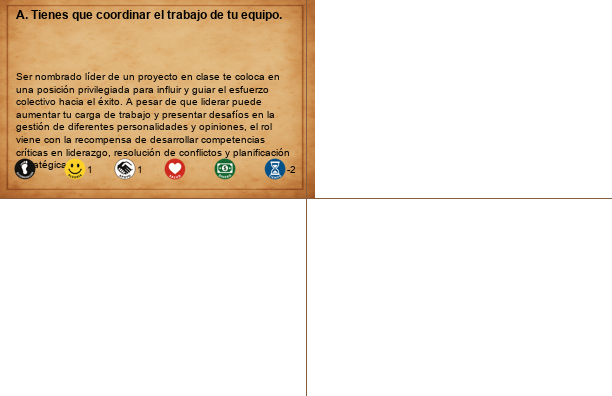 A. Tienes que coordinar el trabajo de tu equipo.
Ser nombrado líder de un proyecto en clase te coloca en
una posición privilegiada para influir y guiar el esfuerzo
colectivo hacia el éxito. A pesar de que liderar puede
aumentar tu carga de trabajo y presentar desafíos en la
gestión de diferentes personalidades y opiniones, el rol
viene con la recompensa de desarrollar competencias
críticas en liderazgo, resolución de conflictos y planificación
1 1 -2